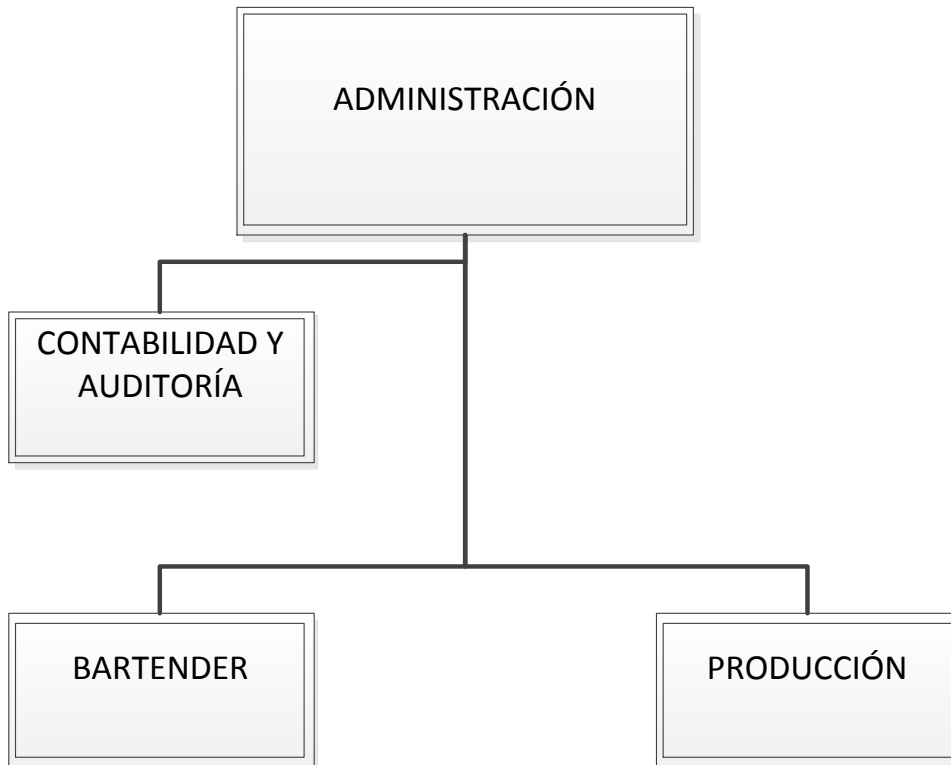 ADMINISTRACIÓN
CONTABILIDAD Y
AUDITORÍA
BARTENDER
PRODUCCIÓN